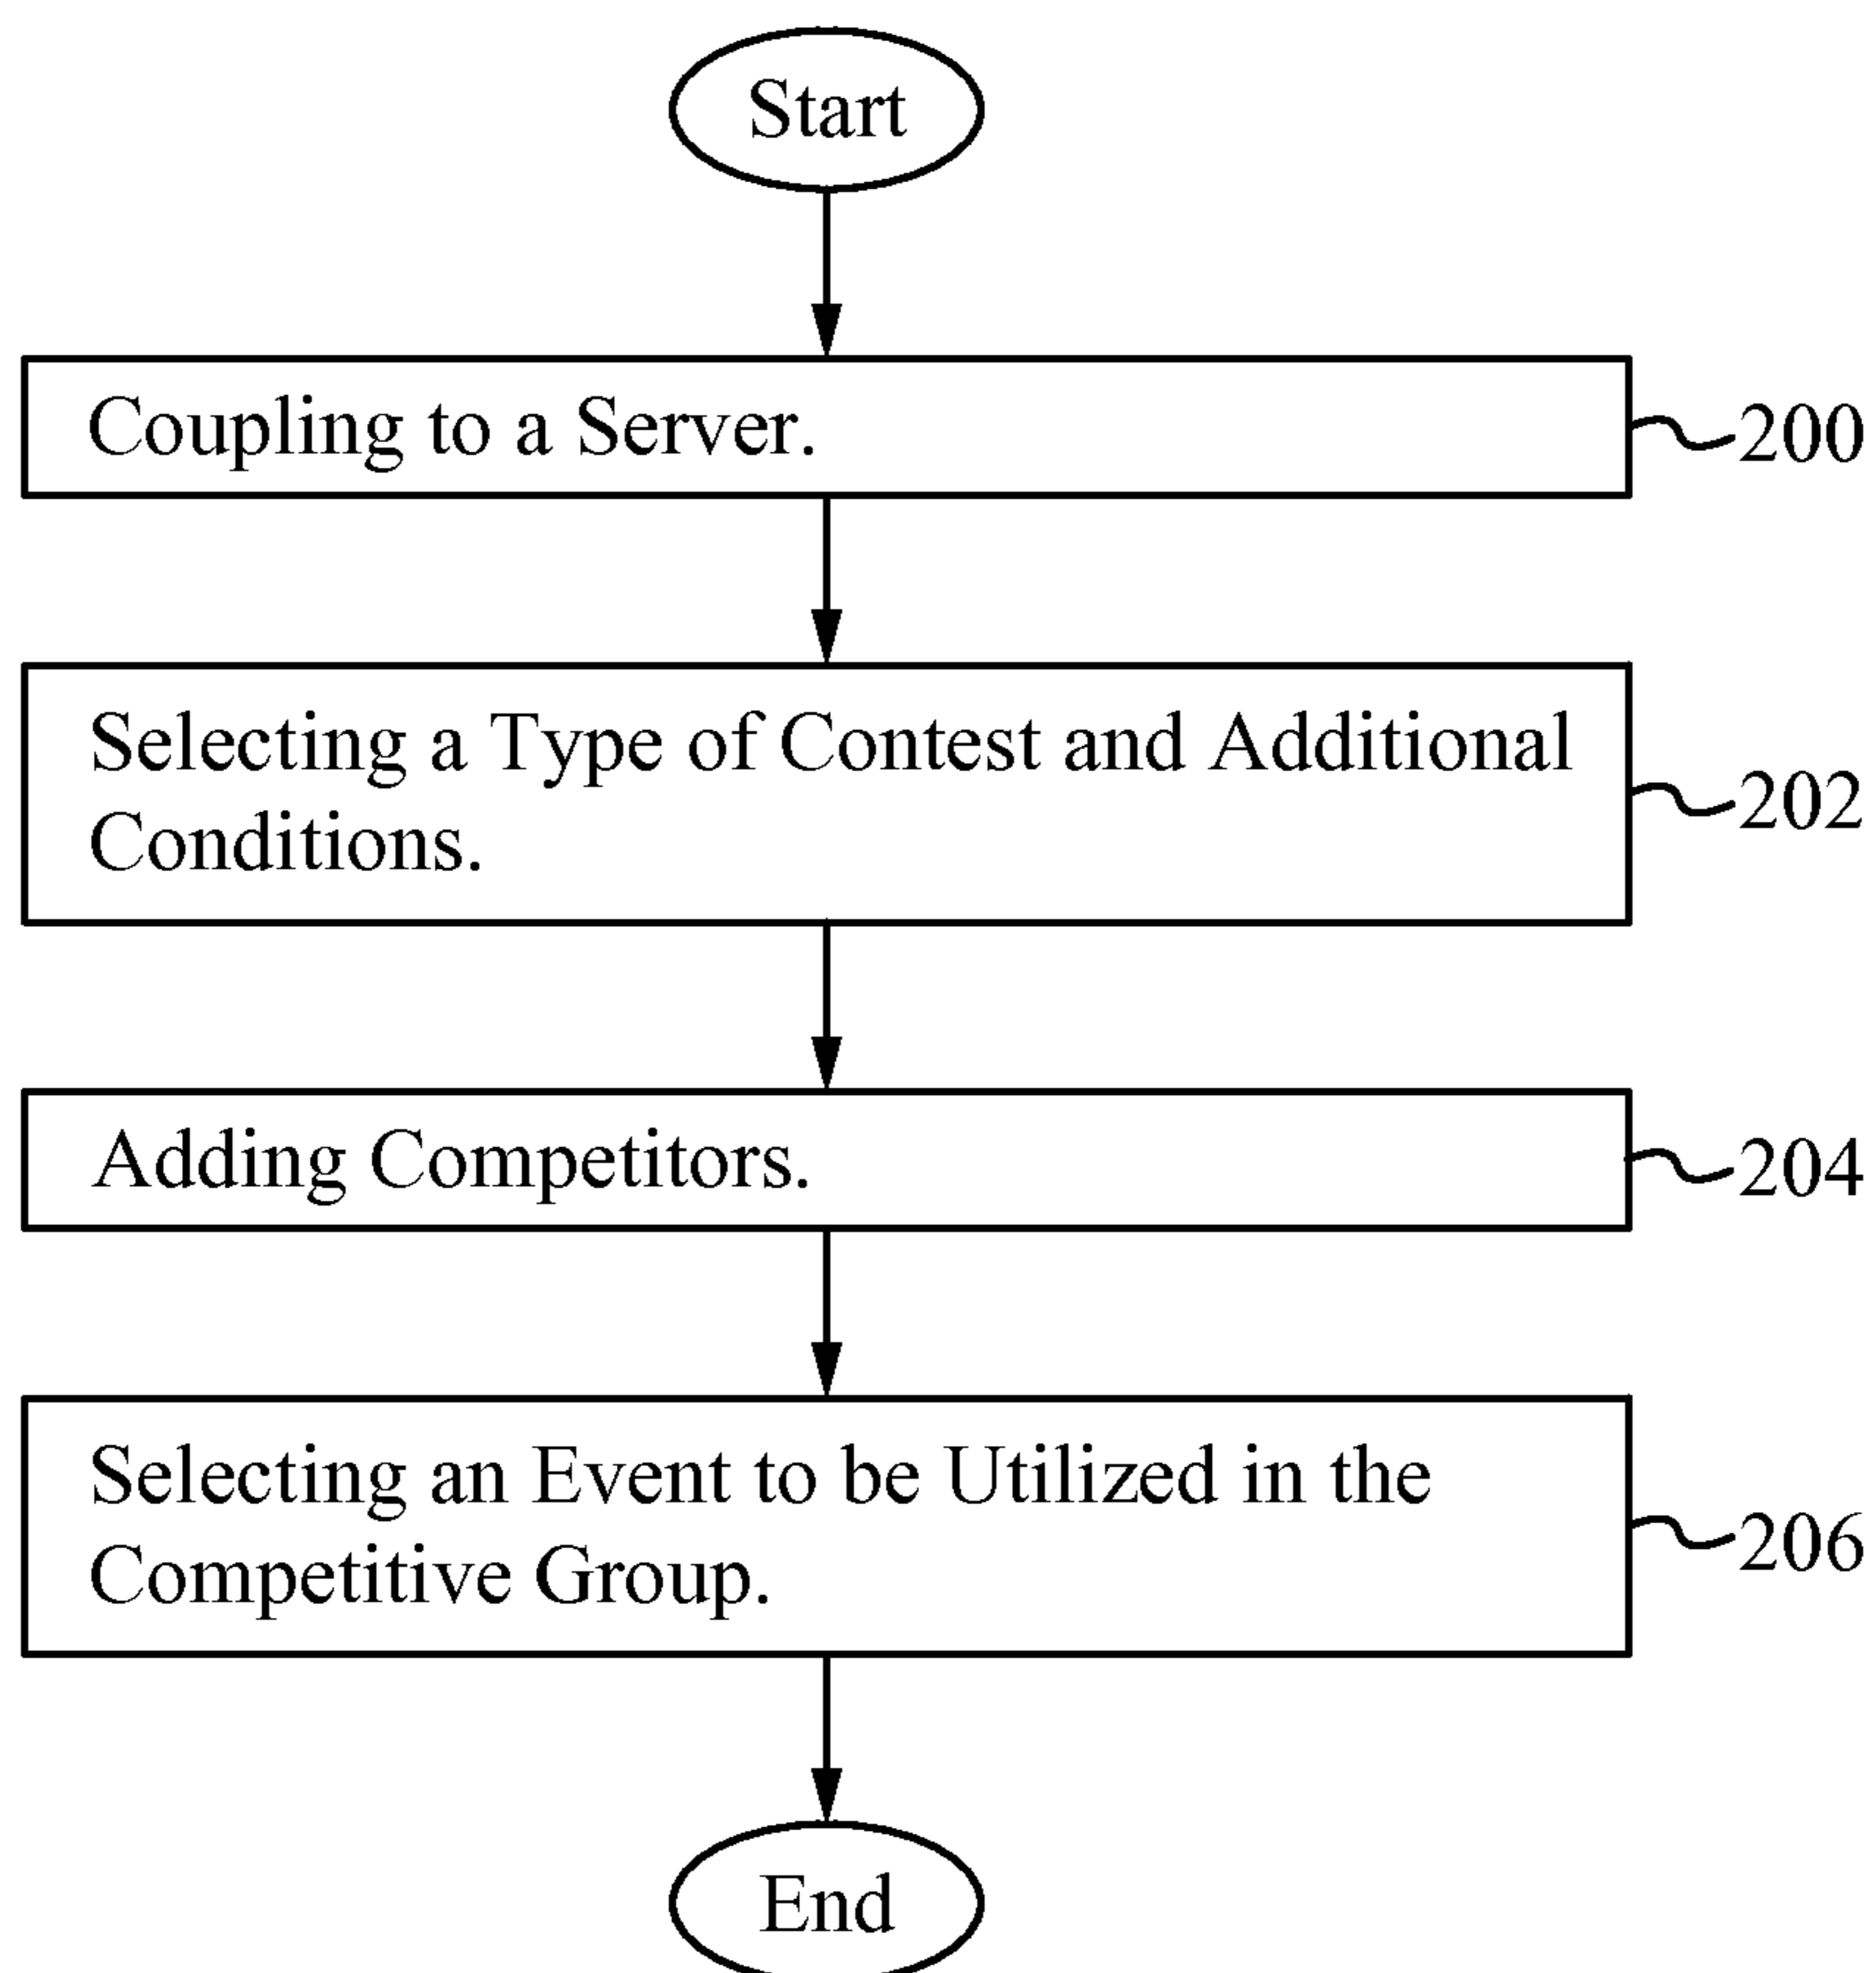 Start
Coupling to a Server.
200
Selecting a Type of Contest and Additional
Conditions.
202
Adding Competitors.
204
Selecting an Event to be Utilized in the
Competitive Group.
206
End